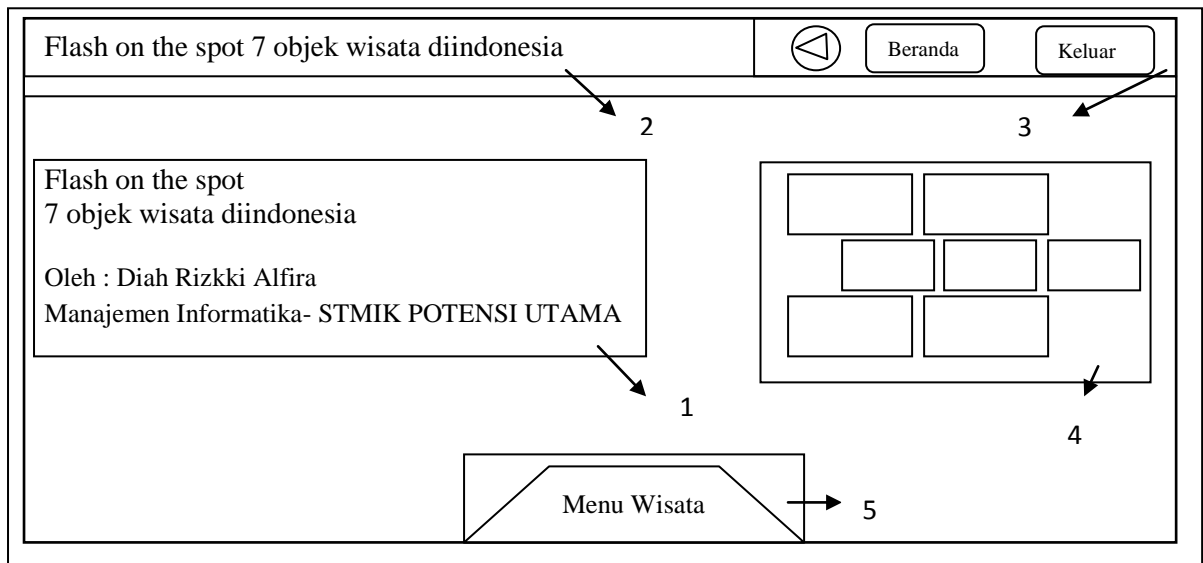 Flash on the spot 7 objek wisata diindonesia
Beranda
Keluar
2
3
Flash on the spot
7 objek wisata diindonesia
Oleh : Diah Rizkki Alfira
Manajemen Informatika- STMIK POTENSI UTAMA
1
4
Menu Wisata
5